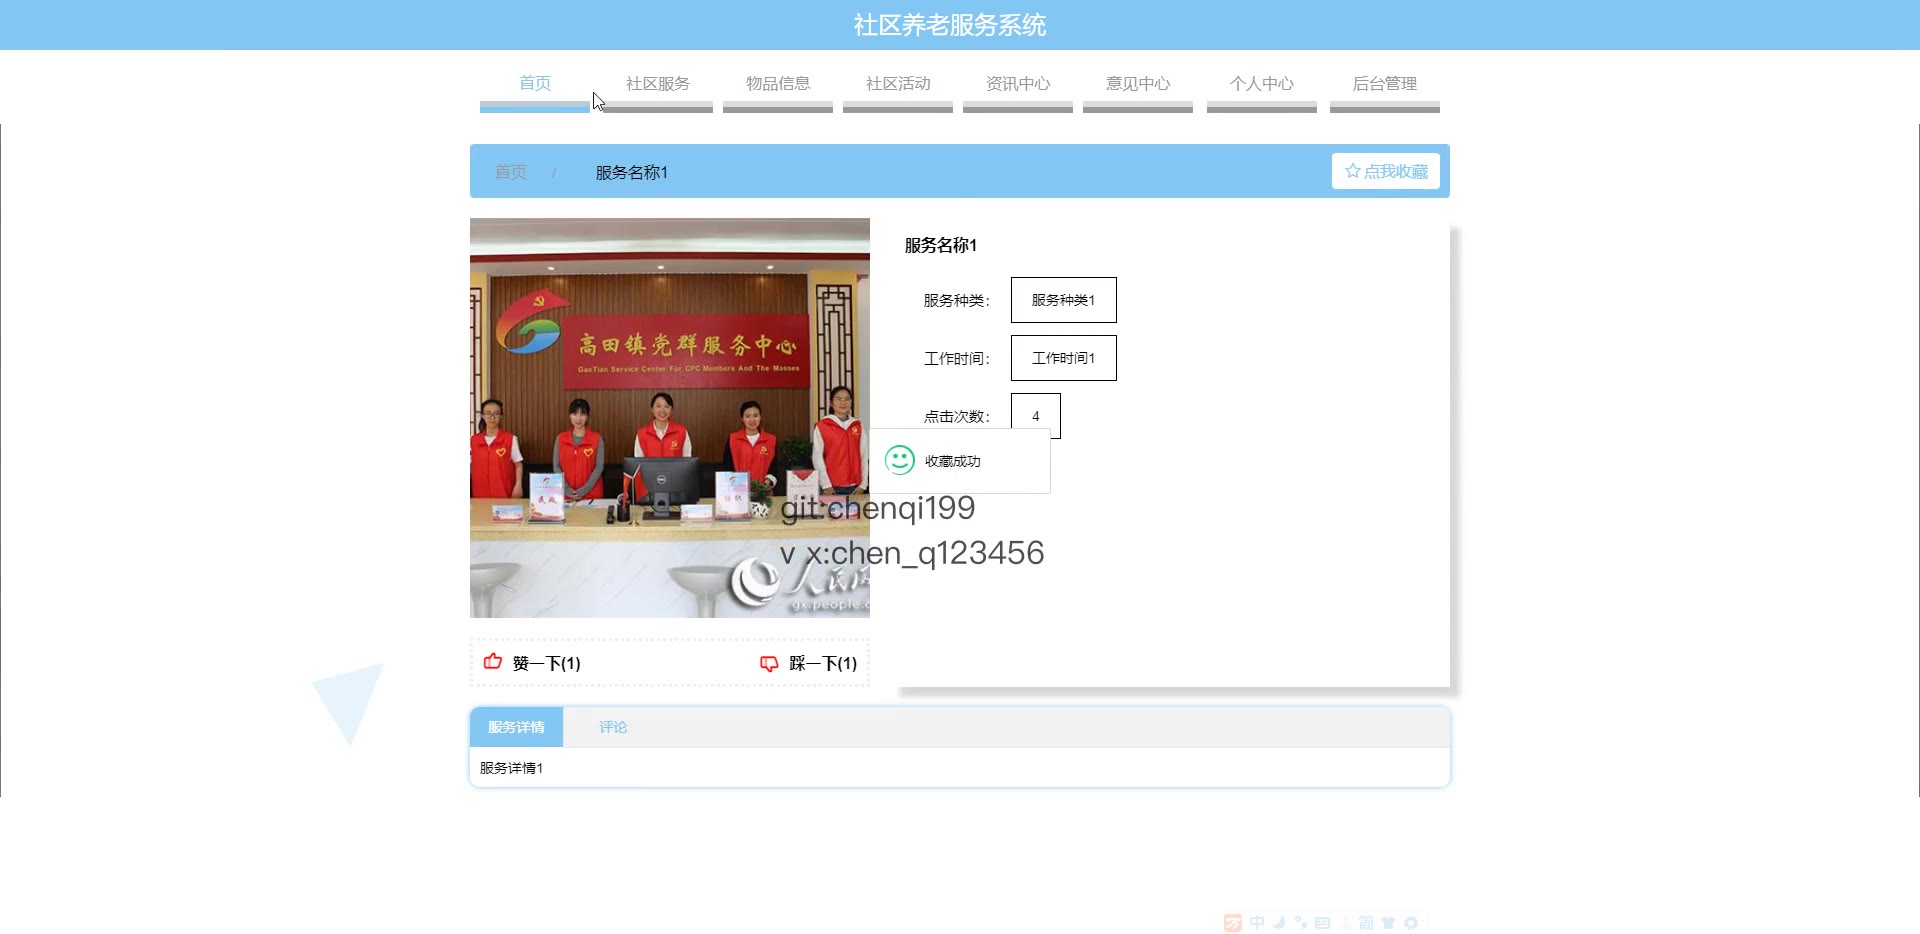 社区养老服务系统
首页 社区服务 物品信息 社区活动 资讯中心 意见中心 个人中心 后台管理
首页 / 服务名称1 点我收藏
高田镇党群服务中心
GaoTian Service Center For CPC Members And The Masses
服务名称1
服务种类： 服务种类1
工作时间： 工作时间1
点击次数： 4
收藏成功
git:chenqi199
v x:chen_q123456
人民网
gx.people.c
赞一下(1) 踩一下(1)
服务详情 评论
服务详情1
中 简